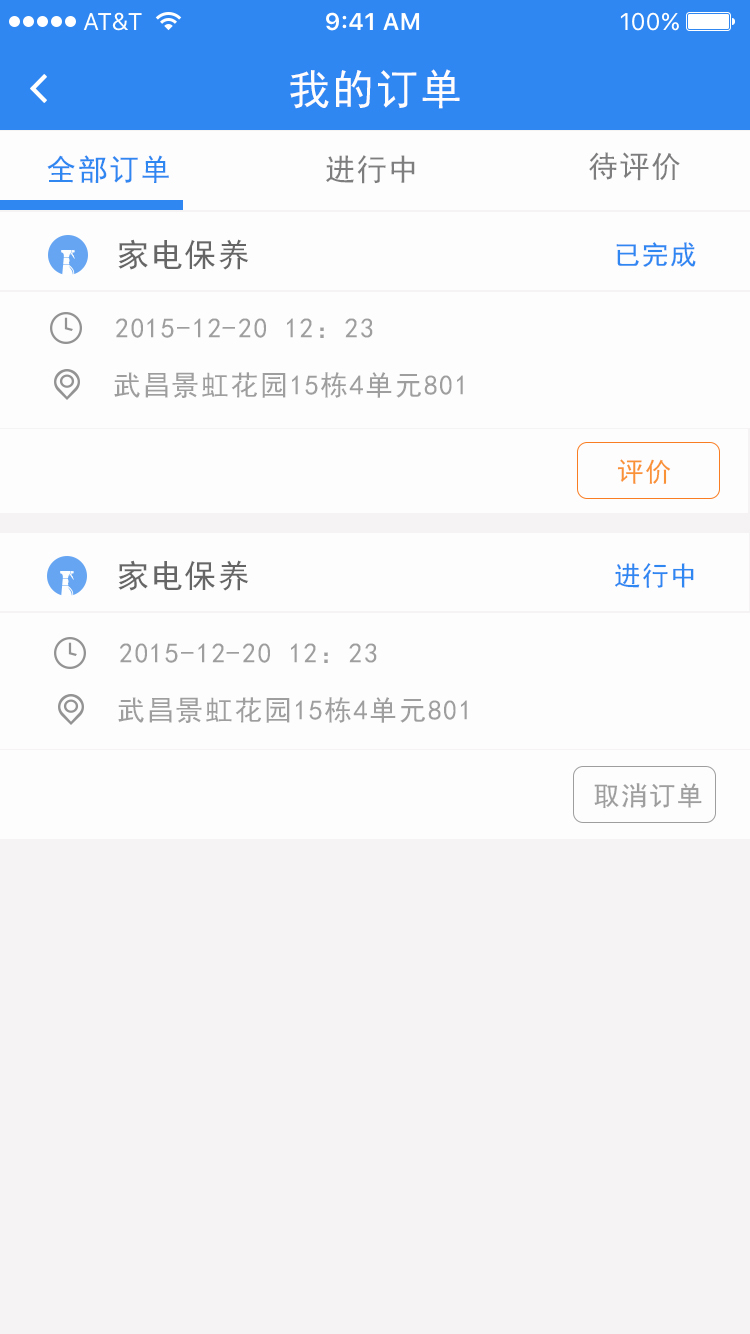 AT&T 9:41 AM 100%
我的订单
全部订单 进行中 待评价
家电保养 已完成
2015-12-20 12：23
武昌景虹花园15栋4单元801
评价
家电保养 进行中
2015-12-20 12：23
武昌景虹花园15栋4单元801
取消订单